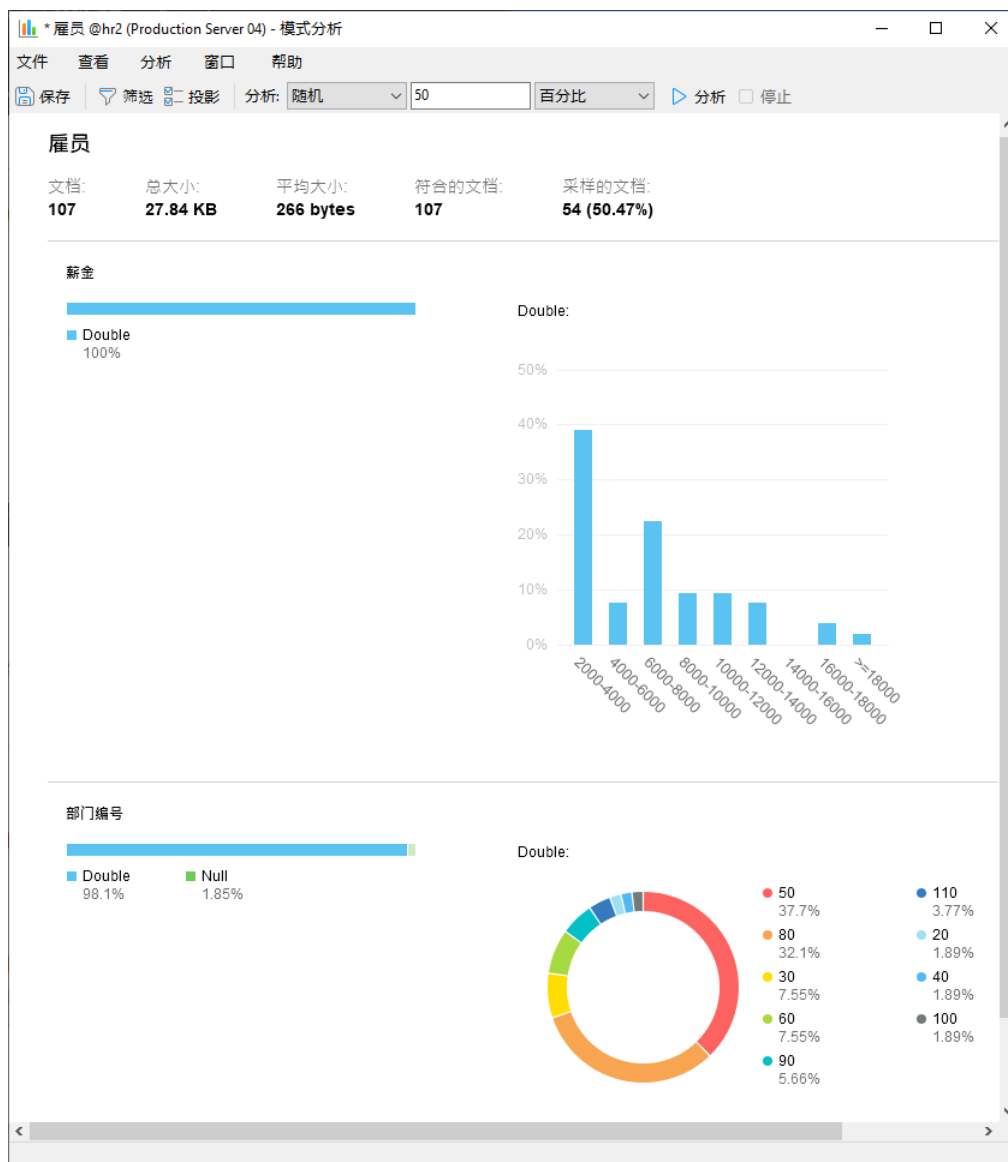 * 雇员 @hr2 (Production Server 04) - 模式分析
文件 查看 分析 窗口 帮助
保存 筛选 投影 分析: 随机 50 百分比 分析 停止
雇员
文档: 总大小: 平均大小: 符合的文档: 采样的文档:
107 27.84 KB 266 bytes 107 54 (50.47%)
薪金
Double
100%
Double:
50%
40%
30%
20%
10%
0%
2000-4000 4000-6000 6000-8000 8000-10000 10000-12000 12000-14000 14000-16000 16000-18000 >=18000
部门编号
Double Null
98.1% 1.85%
Double:
50 110
37.7% 3.77%
80 20
32.1% 1.89%
30 40
7.55% 1.89%
60 100
7.55% 1.89%
90
5.66%